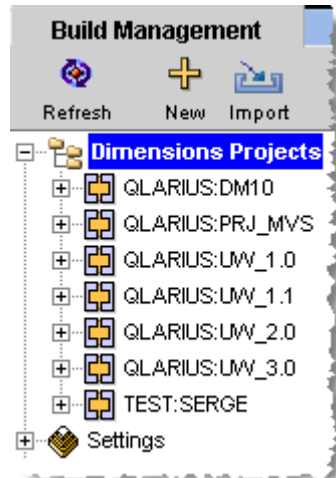 Build Management
Refresh New Import
Dimensions Projects
QLARIUS:DM10
QLARIUS:PRJ_MVS
QLARIUS:UW_1.0
QLARIUS:UW_1.1
QLARIUS:UW_2.0
QLARIUS:UW_3.0
TEST:SERGE
Settings